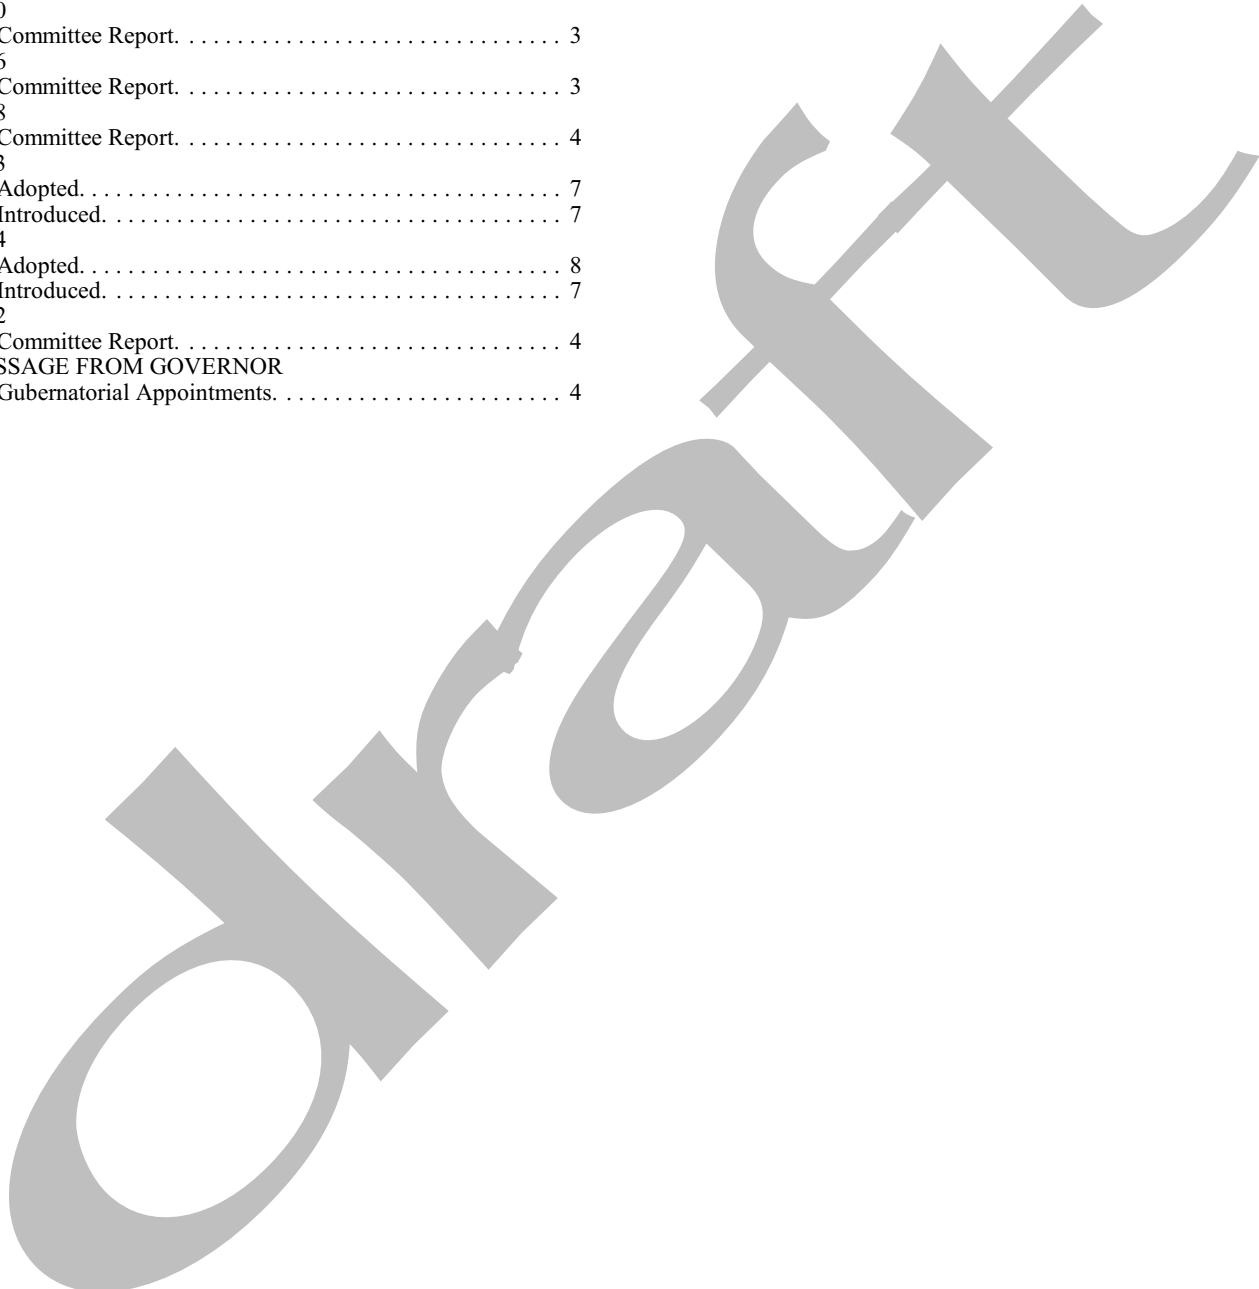 0
Committee Report. . . . . . . . . . . . . . . . . . . . . . . . . . . . . . . . 3
6
Committee Report. . . . . . . . . . . . . . . . . . . . . . . . . . . . . . . . 3
8
Committee Report. . . . . . . . . . . . . . . . . . . . . . . . . . . . . . . . 4
3
Adopted. . . . . . . . . . . . . . . . . . . . . . . . . . . . . . . . . . . . . . . . 7
Introduced. . . . . . . . . . . . . . . . . . . . . . . . . . . . . . . . . . . . . . 7
4
Adopted. . . . . . . . . . . . . . . . . . . . . . . . . . . . . . . . . . . . . . . . 8
Introduced. . . . . . . . . . . . . . . . . . . . . . . . . . . . . . . . . . . . . . 7
2
Committee Report. . . . . . . . . . . . . . . . . . . . . . . . . . . . . . . . 4
SSAGE FROM GOVERNOR
Gubernatorial Appointments. . . . . . . . . . . . . . . . . . . . . . . . 4
draft